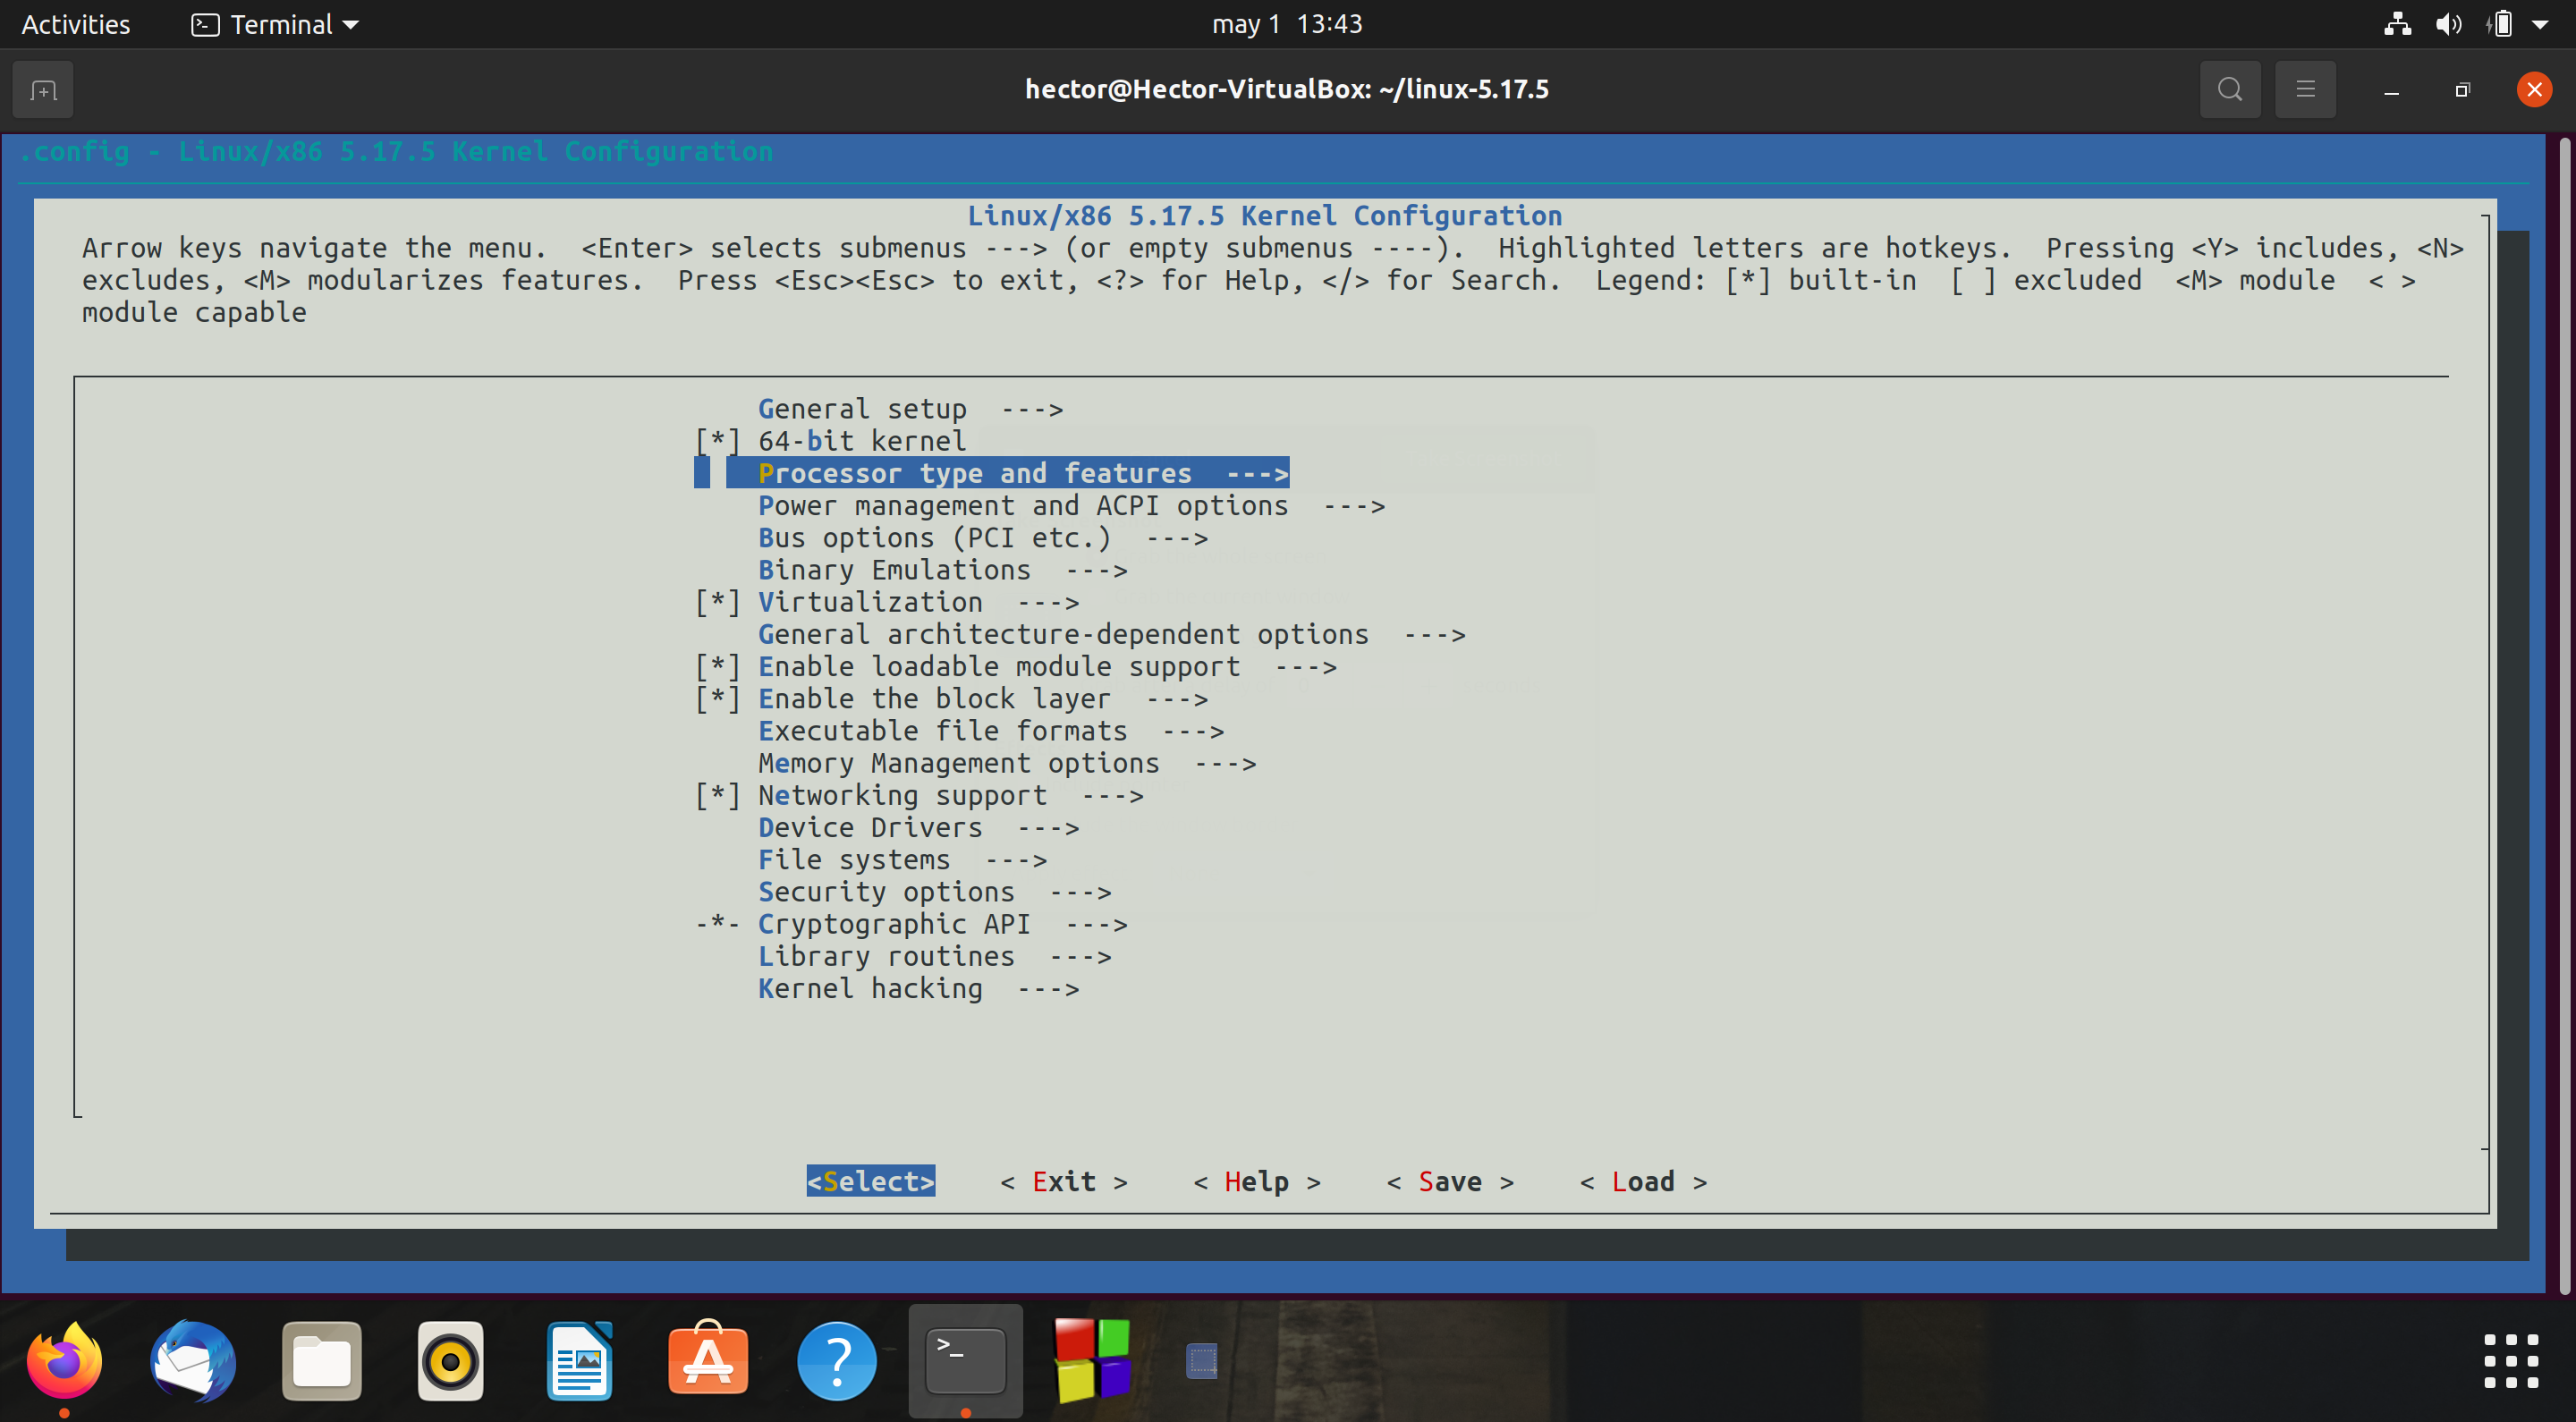 Activities
Terminal
may 1 13:43
hector@Hector-VirtualBox: ~/linux-5.17.5
.config - Linux/x86 5.17.5 Kernel Configuration
Linux/x86 5.17.5 Kernel Configuration
Arrow keys navigate the menu.  <Enter> selects submenus ---> (or empty submenus ----).  Highlighted letters are hotkeys.  Pressing <Y> includes, <N>
excludes, <M> modularizes features.  Press <Esc><Esc> to exit, <?> for Help, </> for Search.  Legend: [*] built-in  [ ] excluded  <M> module  < >
module capable
General setup  --->
[*] 64-bit kernel
Processor type and features  --->
Power management and ACPI options  --->
Bus options (PCI etc.)  --->
Binary Emulations  --->
[*] Virtualization  --->
General architecture-dependent options  --->
[*] Enable loadable module support  --->
[*] Enable the block layer  --->
Executable file formats  --->
Memory Management options  --->
[*] Networking support  --->
Device Drivers  --->
File systems  --->
Security options  --->
-*- Cryptographic API  --->
Library routines  --->
Kernel hacking  --->
<Select>    < Exit >    < Help >    < Save >    < Load >